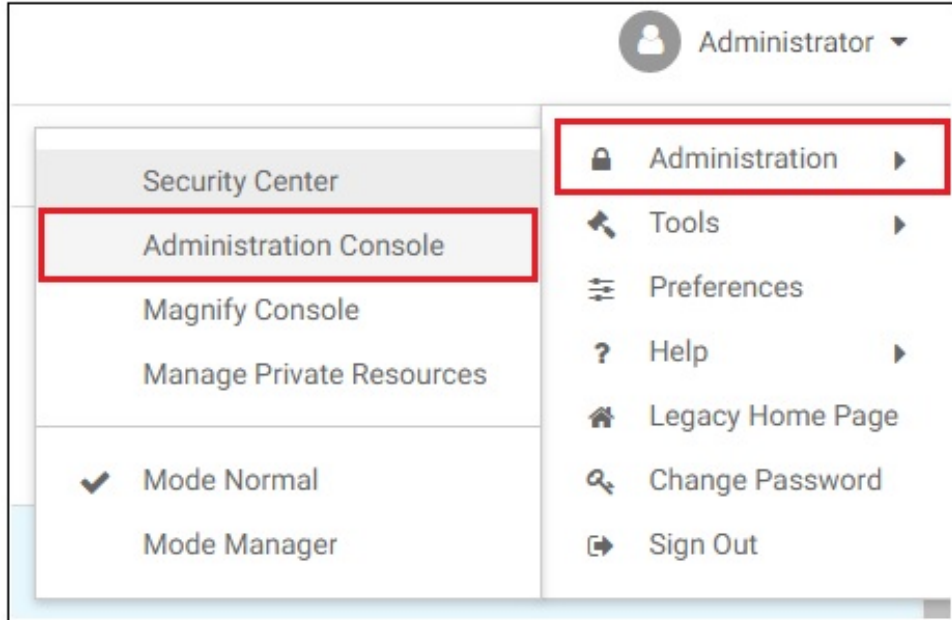 Administrator
Administration
Tools
Preferences
Help
Legacy Home Page
Change Password
Sign Out
Security Center
Administration Console
Magnify Console
Manage Private Resources
Mode Normal
Mode Manager